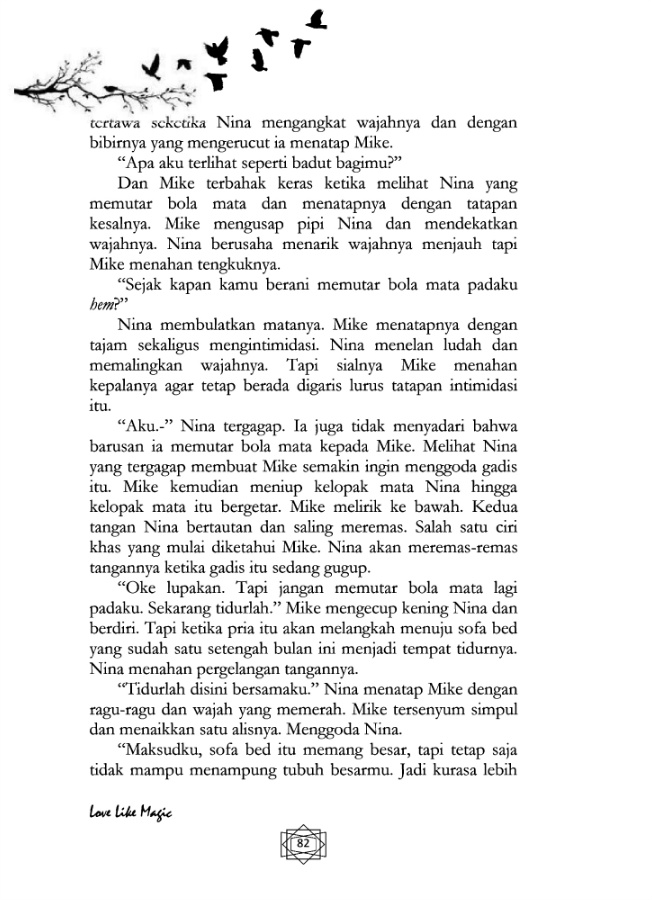 tertawa seketika Nina mengangkat wajahnya dan dengan
bibirnya yang mengerucut ia menatap Mike.
“Apa aku terlihat seperti badut bagimu?”
Dan Mike terbahak keras ketika melihat Nina yang
memutar bola mata dan menatapnya dengan tatapan
kesalnya. Mike mengusap pipi Nina dan mendekatkan
wajahnya. Nina berusaha menarik wajahnya menjauh tapi
Mike menahan tengkuknya.
“Sejak kapan kamu berani memutar bola mata padaku
hem?”
Nina membulatkan matanya. Mike menatapnya dengan
tajam sekaligus mengintimidasi. Nina menelan ludah dan
memalingkan wajahnya. Tapi sialnya Mike menahan
kepalanya agar tetap berada digaris lurus tatapan intimidasi
itu.
“Aku.-” Nina tergagap. Ia juga tidak menyadari bahwa
barusan ia memutar bola mata kepada Mike. Melihat Nina
yang tergagap membuat Mike semakin ingin menggoda gadis
itu. Mike kemudian meniup kelopak mata Nina hingga
kelopak mata itu bergetar. Mike melirik ke bawah. Kedua
tangan Nina bertautan dan saling meremas. Salah satu ciri
khas yang mulai diketahui Mike. Nina akan meremas-remas
tangannya ketika gadis itu sedang gugup.
“Oke lupakan. Tapi jangan memutar bola mata lagi
padaku. Sekarang tidurlah.” Mike mengecup kening Nina dan
berdiri. Tapi ketika pria itu akan melangkah menuju sofa bed
yang sudah satu setengah bulan ini menjadi tempat tidurnya.
Nina menahan pergelangan tangannya.
“Tidurlah disini bersamaku.” Nina menatap Mike dengan
ragu-ragu dan wajah yang memerah. Mike tersenyum simpul
dan menaikkan satu alisnya. Menggoda Nina.
“Maksudku, sofa bed itu memang besar, tapi tetap saja
tidak mampu menampung tubuh besarmu. Jadi kurasa lebih
Love Like Magic
82